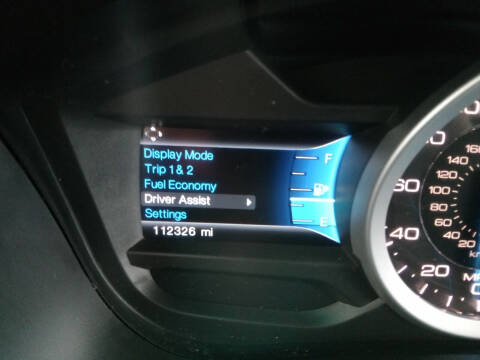 Display Mode
Trip 1 & 2
Fuel Economy
Driver Assist
Settings
112326 mi
F
E
60
40
20
160
140
120
100
80
60
40
20